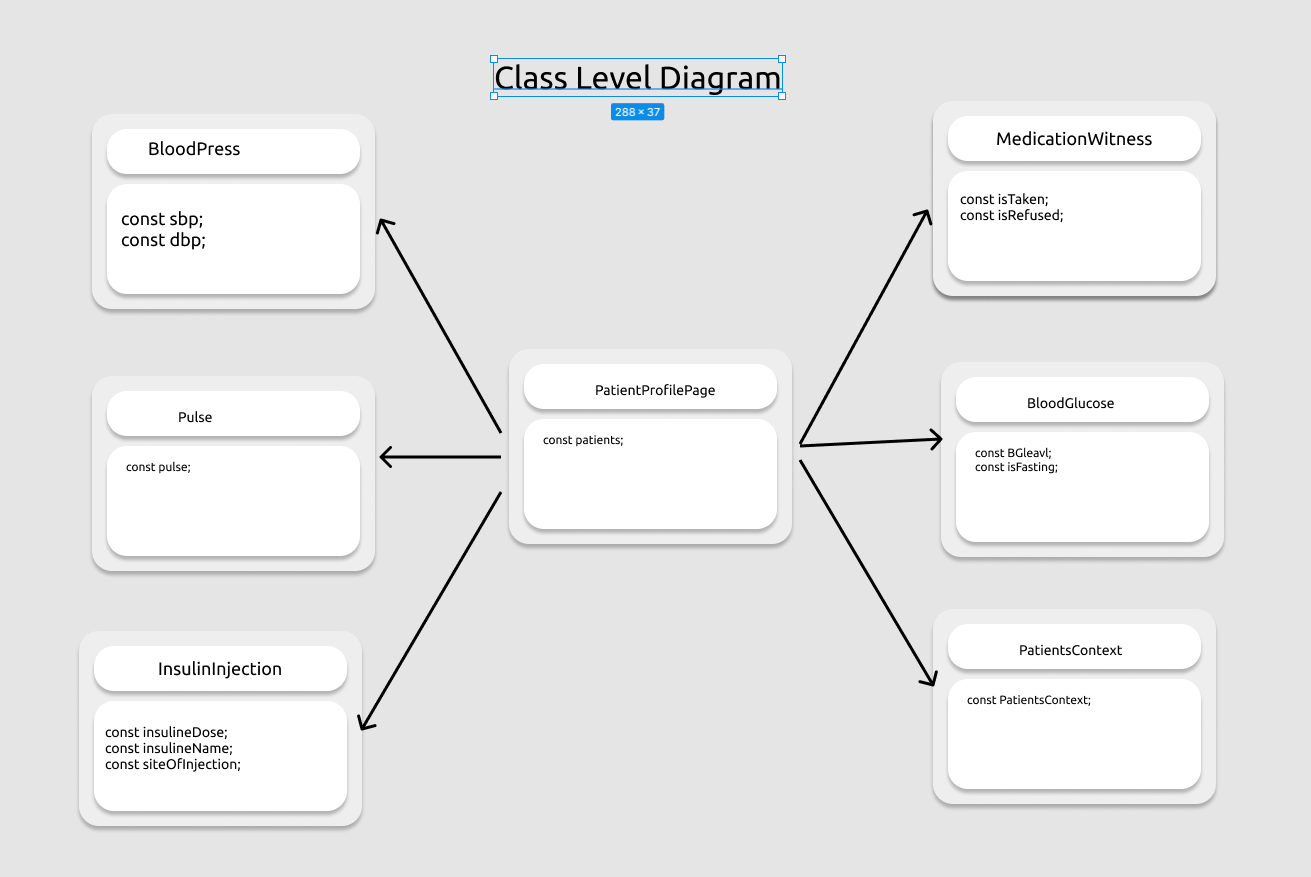 Class Level Diagram
288 × 37
BloodPress
const sbp;
const dbp;
MedicationWitness
const isTaken;
const isRefused;
Pulse
const pulse;
PatientProfilePage
const patients;
BloodGlucose
const BGleavl;
const isFasting;
InsulinInjection
const insulineDose;
const insulineName;
const siteOfInjection;
PatientsContext
const PatientsContext;